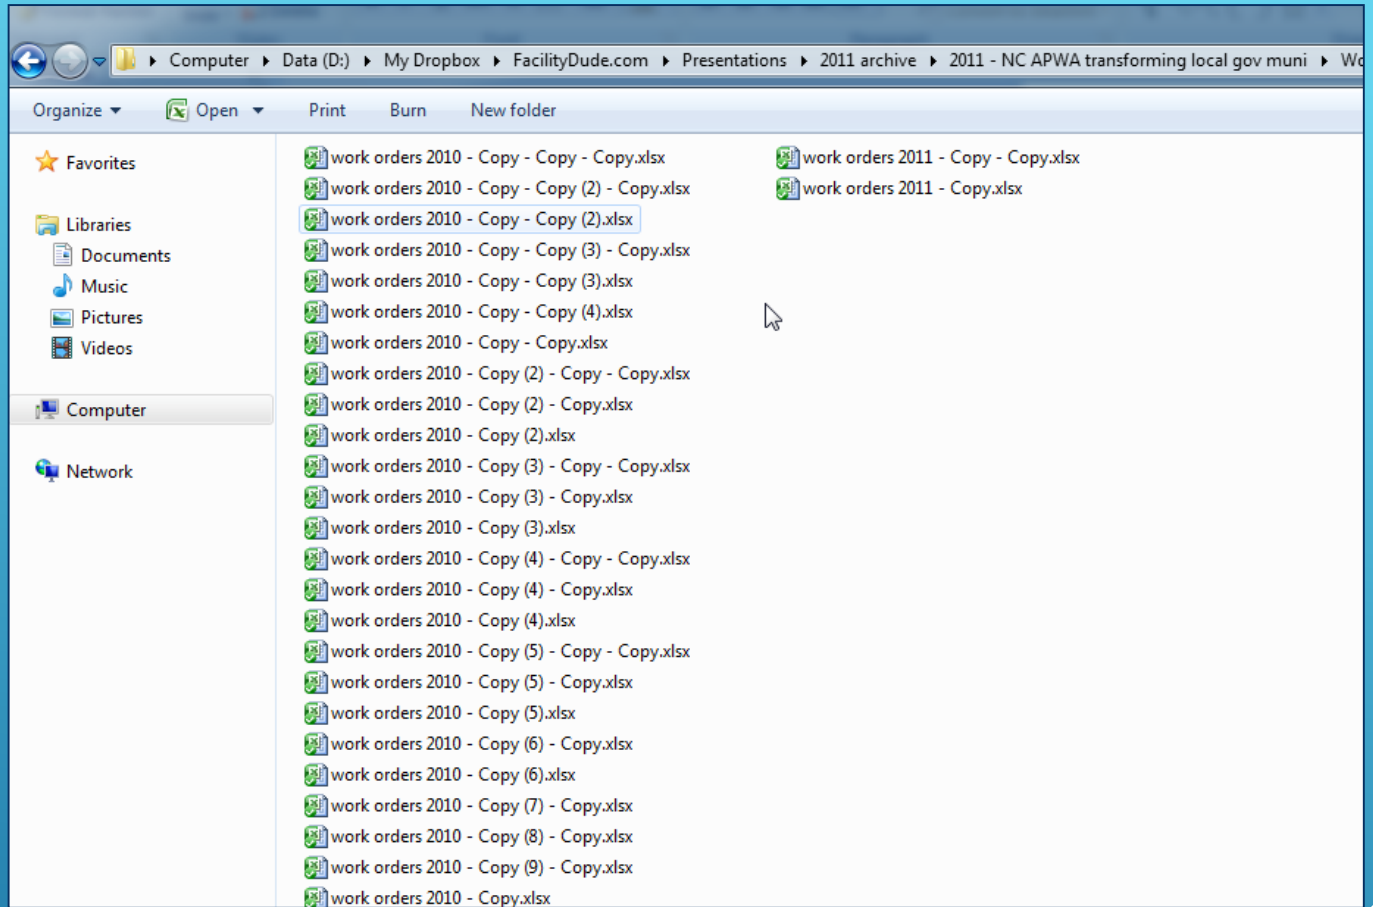 Computer Data (D:) My Dropbox FacilityDude.com Presentations 2011 archive 2011 - NC APWA transforming local gov muni
Organize Open Print Burn New folder
Favorites
Libraries
Documents
Music
Pictures
Videos
Computer
Network
work orders 2010 - Copy - Copy - Copy.xlsx
work orders 2010 - Copy - Copy (2) - Copy.xlsx
work orders 2010 - Copy - Copy (2).xlsx
work orders 2010 - Copy - Copy (3) - Copy.xlsx
work orders 2010 - Copy - Copy (3).xlsx
work orders 2010 - Copy - Copy (4).xlsx
work orders 2010 - Copy - Copy.xlsx
work orders 2010 - Copy (2) - Copy - Copy.xlsx
work orders 2010 - Copy (2) - Copy.xlsx
work orders 2010 - Copy (2).xlsx
work orders 2010 - Copy (3) - Copy - Copy.xlsx
work orders 2010 - Copy (3) - Copy.xlsx
work orders 2010 - Copy (3).xlsx
work orders 2010 - Copy (4) - Copy - Copy.xlsx
work orders 2010 - Copy (4) - Copy.xlsx
work orders 2010 - Copy (4).xlsx
work orders 2010 - Copy (5) - Copy - Copy.xlsx
work orders 2010 - Copy (5) - Copy.xlsx
work orders 2010 - Copy (5).xlsx
work orders 2010 - Copy (6) - Copy.xlsx
work orders 2010 - Copy (6).xlsx
work orders 2010 - Copy (7) - Copy.xlsx
work orders 2010 - Copy (8) - Copy.xlsx
work orders 2010 - Copy (9) - Copy.xlsx
work orders 2010 - Copy.xlsx
work orders 2011 - Copy - Copy.xlsx
work orders 2011 - Copy.xlsx